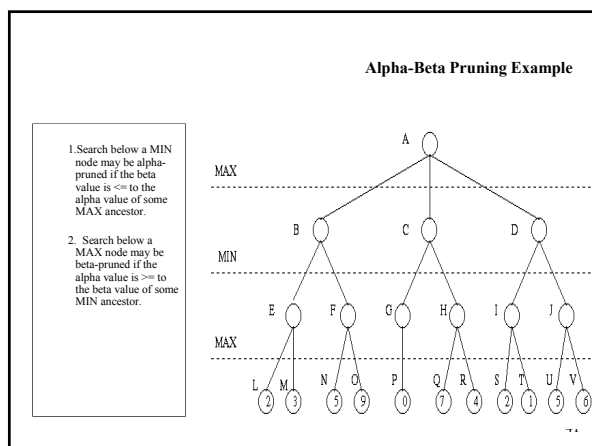 Alpha-Beta Pruning Example
1.Search below a MIN
node may be alpha-
pruned if the beta
value is <= to the
alpha value of some
MAX ancestor.
2. Search below a
MAX node may be
beta-pruned if the
alpha value is >= to
the beta value of some
MIN ancestor.
A
MAX
B C D
MIN
E F G H I J
MAX
L M N O P Q R S T U V
2 3 5 9 0 7 4 2 1 5 6